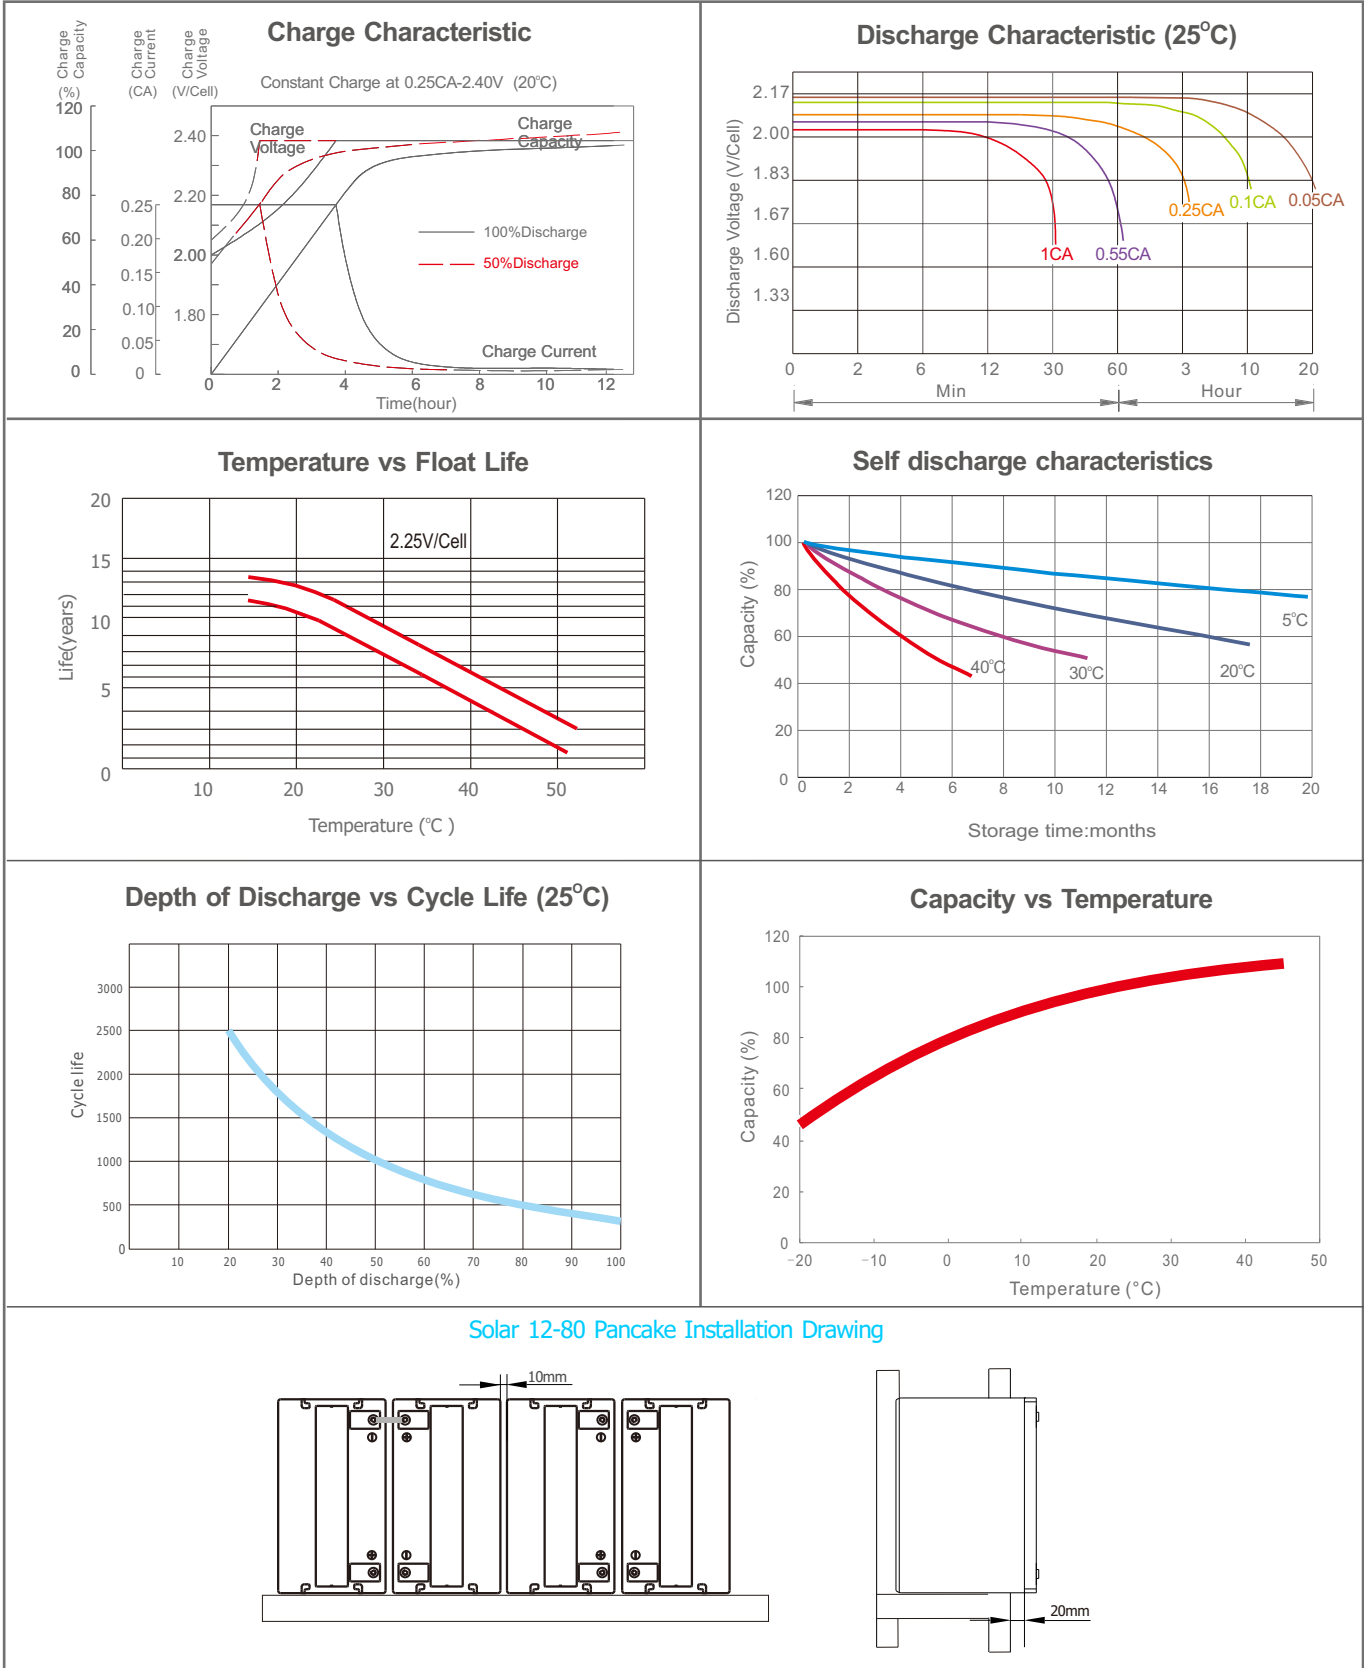 Charge Characteristic
Charge Capacity (%)
Charge Current (CA)
Charge Voltage (V/Cell)
Constant Charge at 0.25CA-2.40V (20°C)
120
100
80
60
40
20
0
0.25
0.20
0.15
0.10
0.05
0
2.40
2.20
2.00
1.80
Charge Voltage
Charge Capacity
100%Discharge
50%Discharge
Charge Current
0 2 4 6 8 10 12
Time(hour)
Discharge Characteristic (25°C)
Discharge Voltage (V/Cell)
2.17
2.00
1.83
1.67
1.60
1.33
1CA
0.55CA
0.25CA
0.1CA
0.05CA
0 2 6 12 30 60 3 10 20
Min Hour
Temperature vs Float Life
Life(years)
20
15
10
5
0
2.25V/Cell
10 20 30 40 50
Temperature (°C )
Self discharge characteristics
Capacity (%)
120
100
80
60
40
20
0
5°C
20°C
30°C
40°C
0 2 4 6 8 10 12 14 16 18 20
Storage time:months
Depth of Discharge vs Cycle Life (25°C)
Cycle life
3000
2500
2000
1500
1000
500
0
10 20 30 40 50 60 70 80 90 100
Depth of discharge(%)
Capacity vs Temperature
Capacity (%)
120
100
80
60
40
20
0
−20 −10 0 10 20 30 40 50
Temperature (°C)
Solar 12-80 Pancake Installation Drawing
10mm
20mm